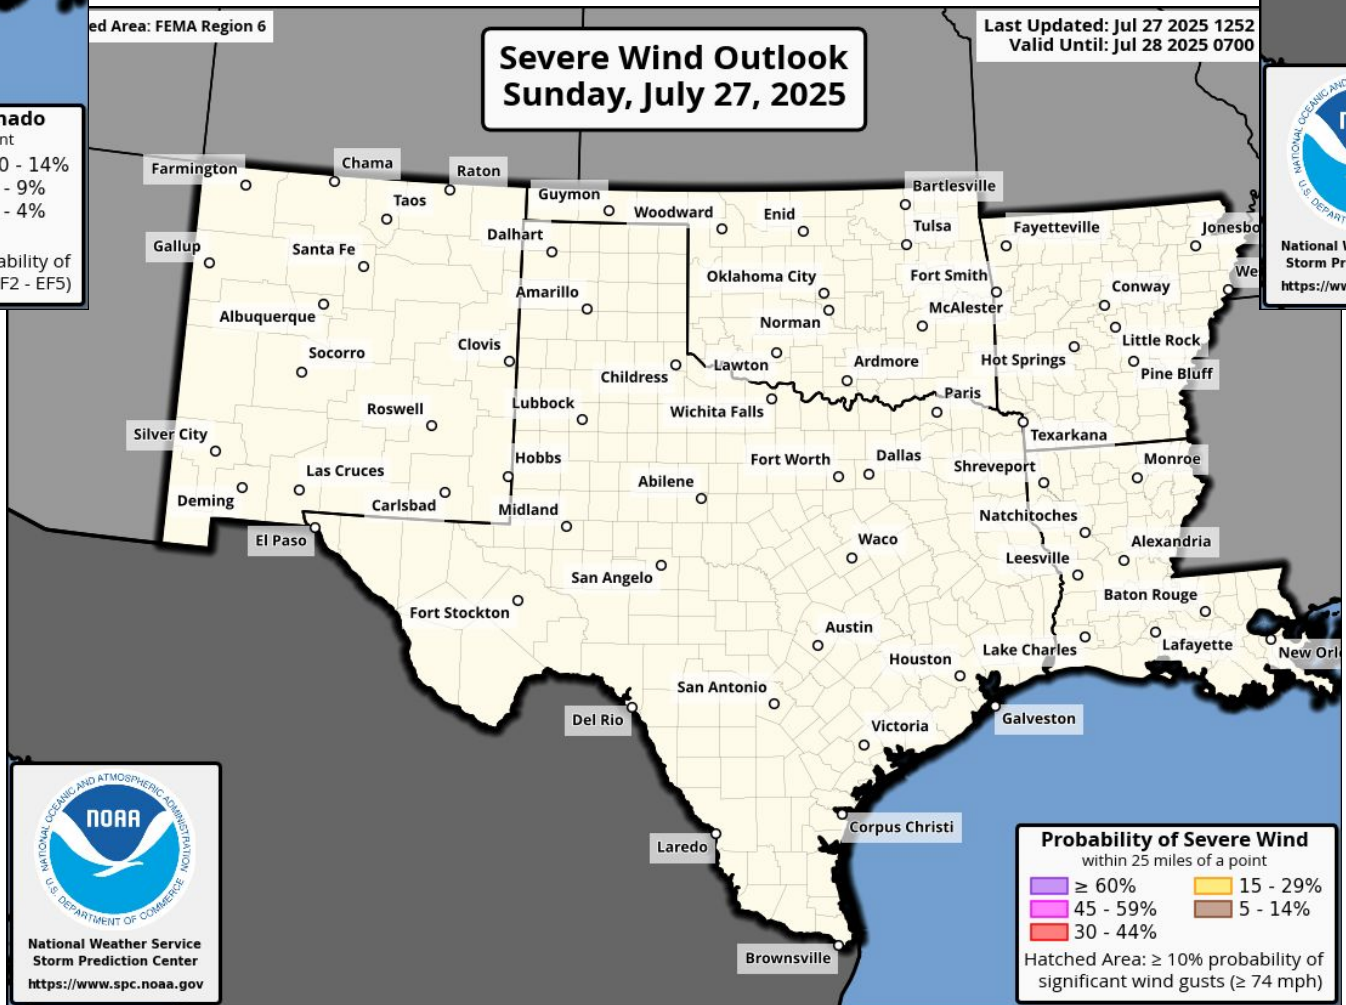 ed Area: FEMA Region 6
Severe Wind Outlook
Sunday, July 27, 2025
Last Updated: Jul 27 2025 1252
Valid Until: Jul 28 2025 0700
nado
nt
0 - 14%
- 9%
- 4%
ability of
F2 - EF5)
NATIONAL OCEANIC AND
U.S. DEPART
National W
Storm Pr
https://ww
Farmington
Chama
Raton
Taos
Guymon
Woodward
Enid
Bartlesville
Tulsa
Fayetteville
Jonesbo
Gallup
Santa Fe
Dalhart
Oklahoma City
Fort Smith
We
Albuquerque
Amarillo
Norman
McAlester
Conway
Little Rock
Socorro
Clovis
Childress
Lawton
Ardmore
Hot Springs
Pine Bluff
Roswell
Lubbock
Wichita Falls
Paris
Texarkana
Silver City
Hobbs
Fort Worth
Dallas
Shreveport
Monroe
Deming
Las Cruces
Carlsbad
Midland
Abilene
Natchitoches
El Paso
San Angelo
Waco
Leesville
Alexandria
Fort Stockton
Austin
Baton Rouge
Houston
Lake Charles
Lafayette
New Orle
San Antonio
Del Rio
Victoria
Galveston
Corpus Christi
Laredo
Brownsville
NATIONAL OCEANIC AND ATMOSPHERIC ADMINISTRATION
NOAA
U.S. DEPARTMENT OF COMMERCE
National Weather Service
Storm Prediction Center
https://www.spc.noaa.gov
Probability of Severe Wind
within 25 miles of a point
≥ 60%
15 - 29%
45 - 59%
5 - 14%
30 - 44%
Hatched Area: ≥ 10% probability of
significant wind gusts (≥ 74 mph)